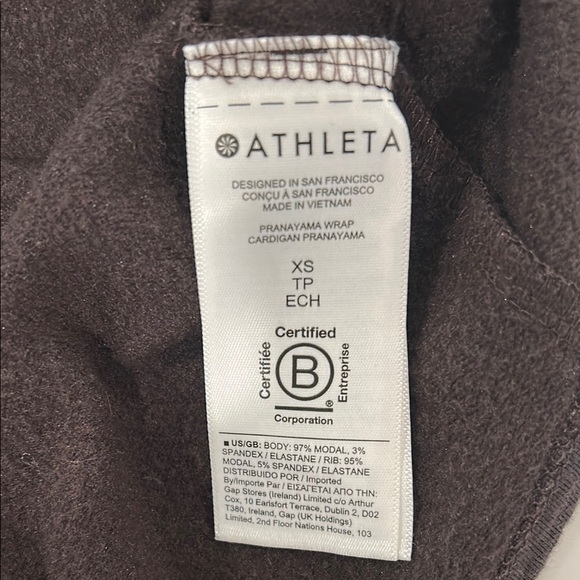 ATHLETA
DESIGNED IN SAN FRANCISCO
CONÇU À SAN FRANCISCO
MADE IN VIETNAM
PRANAYAMA WRAP
CARDIGAN PRANAYAMA
XS
TP
ECH
Certified
Certifiée
B
Entreprise
®
Corporation
■ US/GB: BODY: 97% MODAL, 3%
SPANDEX / ELASTANE / RIB: 95%
MODAL, 5% SPANDEX / ELASTANE
DISTRIBUIDO POR / Imported
By/Importe Par / ΕΙΣΑΓΕΤΑΙ ΑΠΟ ΤΗΝ:
Gap Stores (Ireland) Limited c/o Arthur
Cox, 10 Earlsfort Terrace, Dublin 2, D02
T380, Ireland, Gap (UK Holdings)
Limited, 2nd Floor Nations House, 103